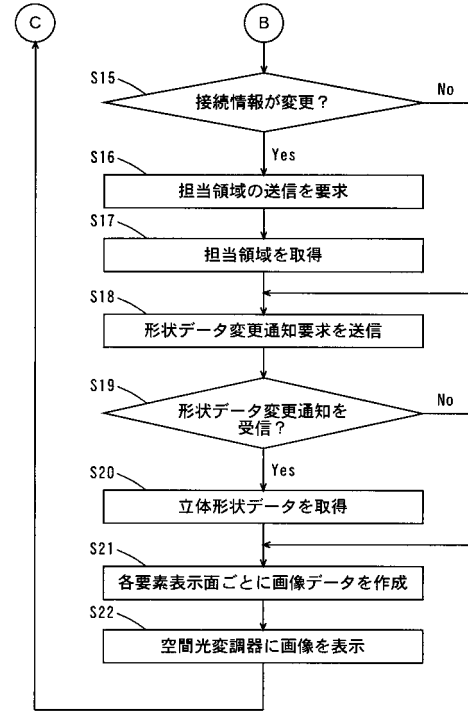 C
B
S15
接続情報が変更？
No
Yes
S16
担当領域の送信を要求
S17
担当領域を取得
S18
形状データ変更通知要求を送信
S19
形状データ変更通知を
受信？
No
Yes
S20
立体形状データを取得
S21
各要素表示面ごとに画像データを作成
S22
空間光変調器に画像を表示